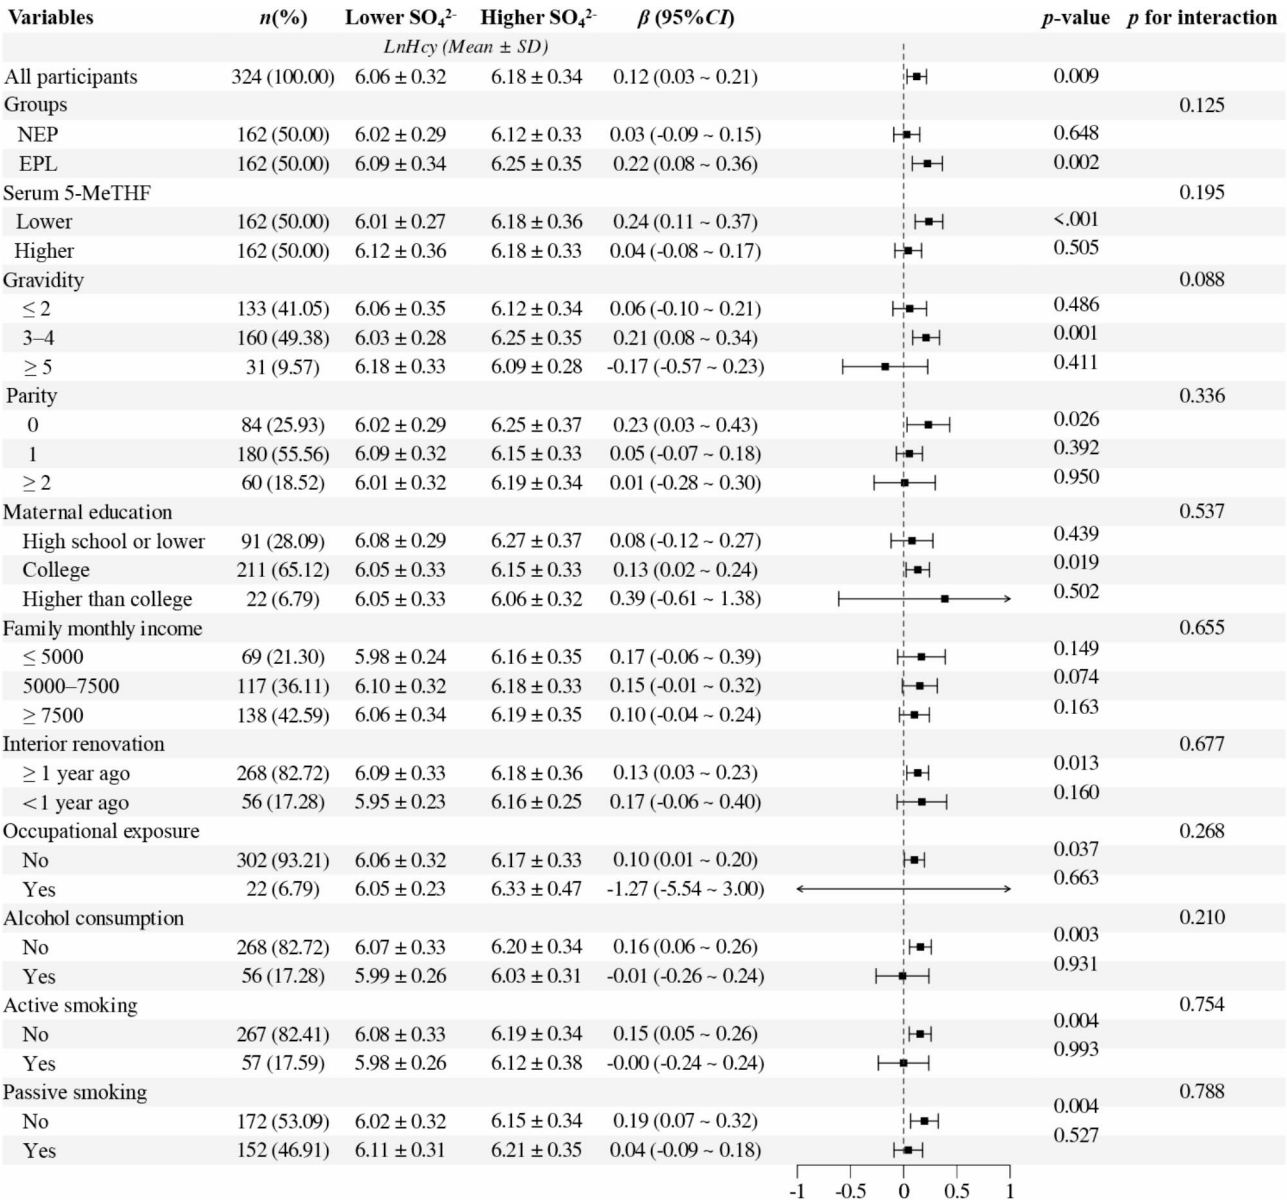 Variables n(%) Lower SO₄²⁻ Higher SO₄²⁻ β (95%CI) p-value p for interaction
LnHcy (Mean ± SD)
All participants 324 (100.00) 6.06 ± 0.32 6.18 ± 0.34 0.12 (0.03 ~ 0.21) 0.009
Groups 0.125
NEP 162 (50.00) 6.02 ± 0.29 6.12 ± 0.33 0.03 (-0.09 ~ 0.15) 0.648
EPL 162 (50.00) 6.09 ± 0.34 6.25 ± 0.35 0.22 (0.08 ~ 0.36) 0.002
Serum 5-MeTHF 0.195
Lower 162 (50.00) 6.01 ± 0.27 6.18 ± 0.36 0.24 (0.11 ~ 0.37) <.001
Higher 162 (50.00) 6.12 ± 0.36 6.18 ± 0.33 0.04 (-0.08 ~ 0.17) 0.505
Gravidity 0.088
≤ 2 133 (41.05) 6.06 ± 0.35 6.12 ± 0.34 0.06 (-0.10 ~ 0.21) 0.486
3–4 160 (49.38) 6.03 ± 0.28 6.25 ± 0.35 0.21 (0.08 ~ 0.34) 0.001
≥ 5 31 (9.57) 6.18 ± 0.33 6.09 ± 0.28 -0.17 (-0.57 ~ 0.23) 0.411
Parity 0.336
0 84 (25.93) 6.02 ± 0.29 6.25 ± 0.37 0.23 (0.03 ~ 0.43) 0.026
1 180 (55.56) 6.09 ± 0.32 6.15 ± 0.33 0.05 (-0.07 ~ 0.18) 0.392
≥ 2 60 (18.52) 6.01 ± 0.32 6.19 ± 0.34 0.01 (-0.28 ~ 0.30) 0.950
Maternal education 0.537
High school or lower 91 (28.09) 6.08 ± 0.29 6.27 ± 0.37 0.08 (-0.12 ~ 0.27) 0.439
College 211 (65.12) 6.05 ± 0.33 6.15 ± 0.33 0.13 (0.02 ~ 0.24) 0.019
Higher than college 22 (6.79) 6.05 ± 0.33 6.06 ± 0.32 0.39 (-0.61 ~ 1.38) 0.502
Family monthly income 0.655
≤ 5000 69 (21.30) 5.98 ± 0.24 6.16 ± 0.35 0.17 (-0.06 ~ 0.39) 0.149
5000–7500 117 (36.11) 6.10 ± 0.32 6.18 ± 0.33 0.15 (-0.01 ~ 0.32) 0.074
≥ 7500 138 (42.59) 6.06 ± 0.34 6.19 ± 0.35 0.10 (-0.04 ~ 0.24) 0.163
Interior renovation 0.677
≥ 1 year ago 268 (82.72) 6.09 ± 0.33 6.18 ± 0.36 0.13 (0.03 ~ 0.23) 0.013
<1 year ago 56 (17.28) 5.95 ± 0.23 6.16 ± 0.25 0.17 (-0.06 ~ 0.40) 0.160
Occupational exposure 0.268
No 302 (93.21) 6.06 ± 0.32 6.17 ± 0.33 0.10 (0.01 ~ 0.20) 0.037
Yes 22 (6.79) 6.05 ± 0.23 6.33 ± 0.47 -1.27 (-5.54 ~ 3.00) 0.663
Alcohol consumption 0.210
No 268 (82.72) 6.07 ± 0.33 6.20 ± 0.34 0.16 (0.06 ~ 0.26) 0.003
Yes 56 (17.28) 5.99 ± 0.26 6.03 ± 0.31 -0.01 (-0.26 ~ 0.24) 0.931
Active smoking 0.754
No 267 (82.41) 6.08 ± 0.33 6.19 ± 0.34 0.15 (0.05 ~ 0.26) 0.004
Yes 57 (17.59) 5.98 ± 0.26 6.12 ± 0.38 -0.00 (-0.24 ~ 0.24) 0.993
Passive smoking 0.788
No 172 (53.09) 6.02 ± 0.32 6.15 ± 0.34 0.19 (0.07 ~ 0.32) 0.004
Yes 152 (46.91) 6.11 ± 0.31 6.21 ± 0.35 0.04 (-0.09 ~ 0.18) 0.527
-1 -0.5 0 0.5 1